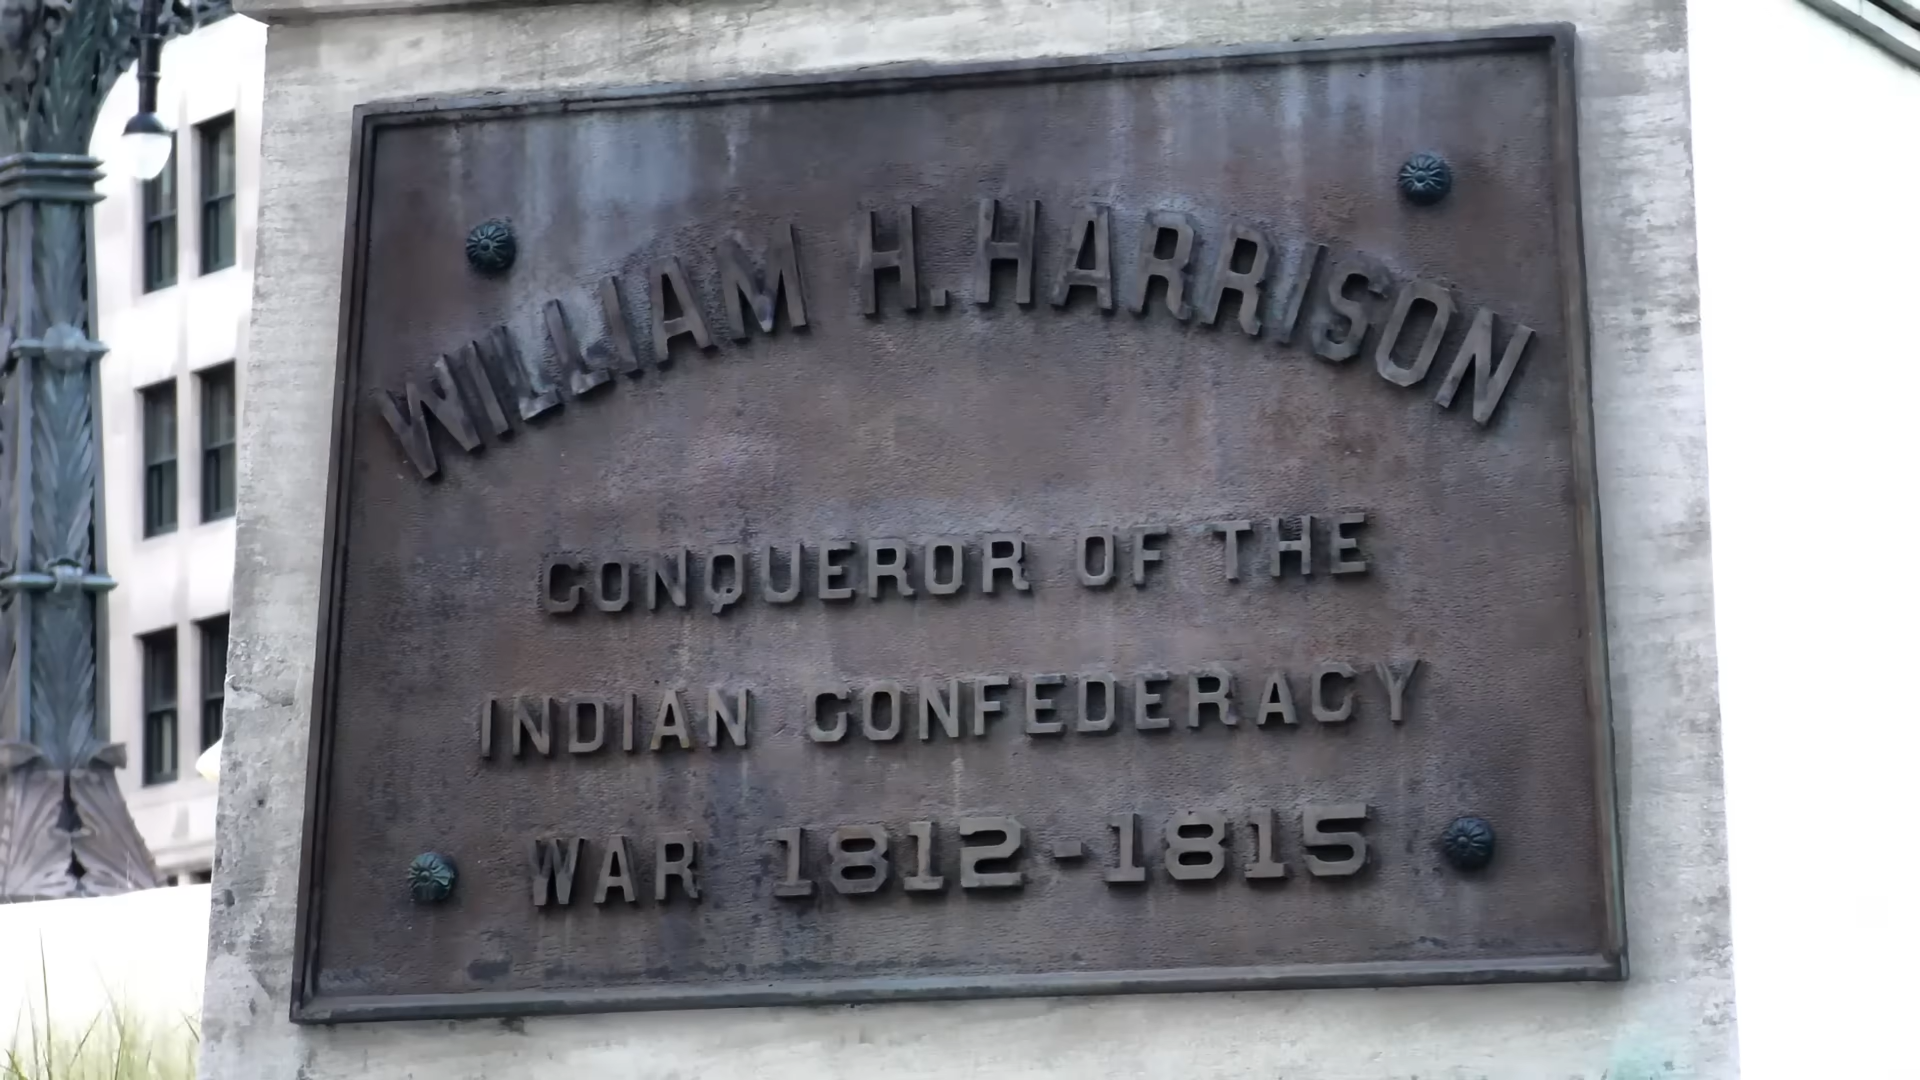 WILLIAM H. HARRISON
CONQUEROR OF THE
INDIAN CONFEDERACY
WAR 1812-1815